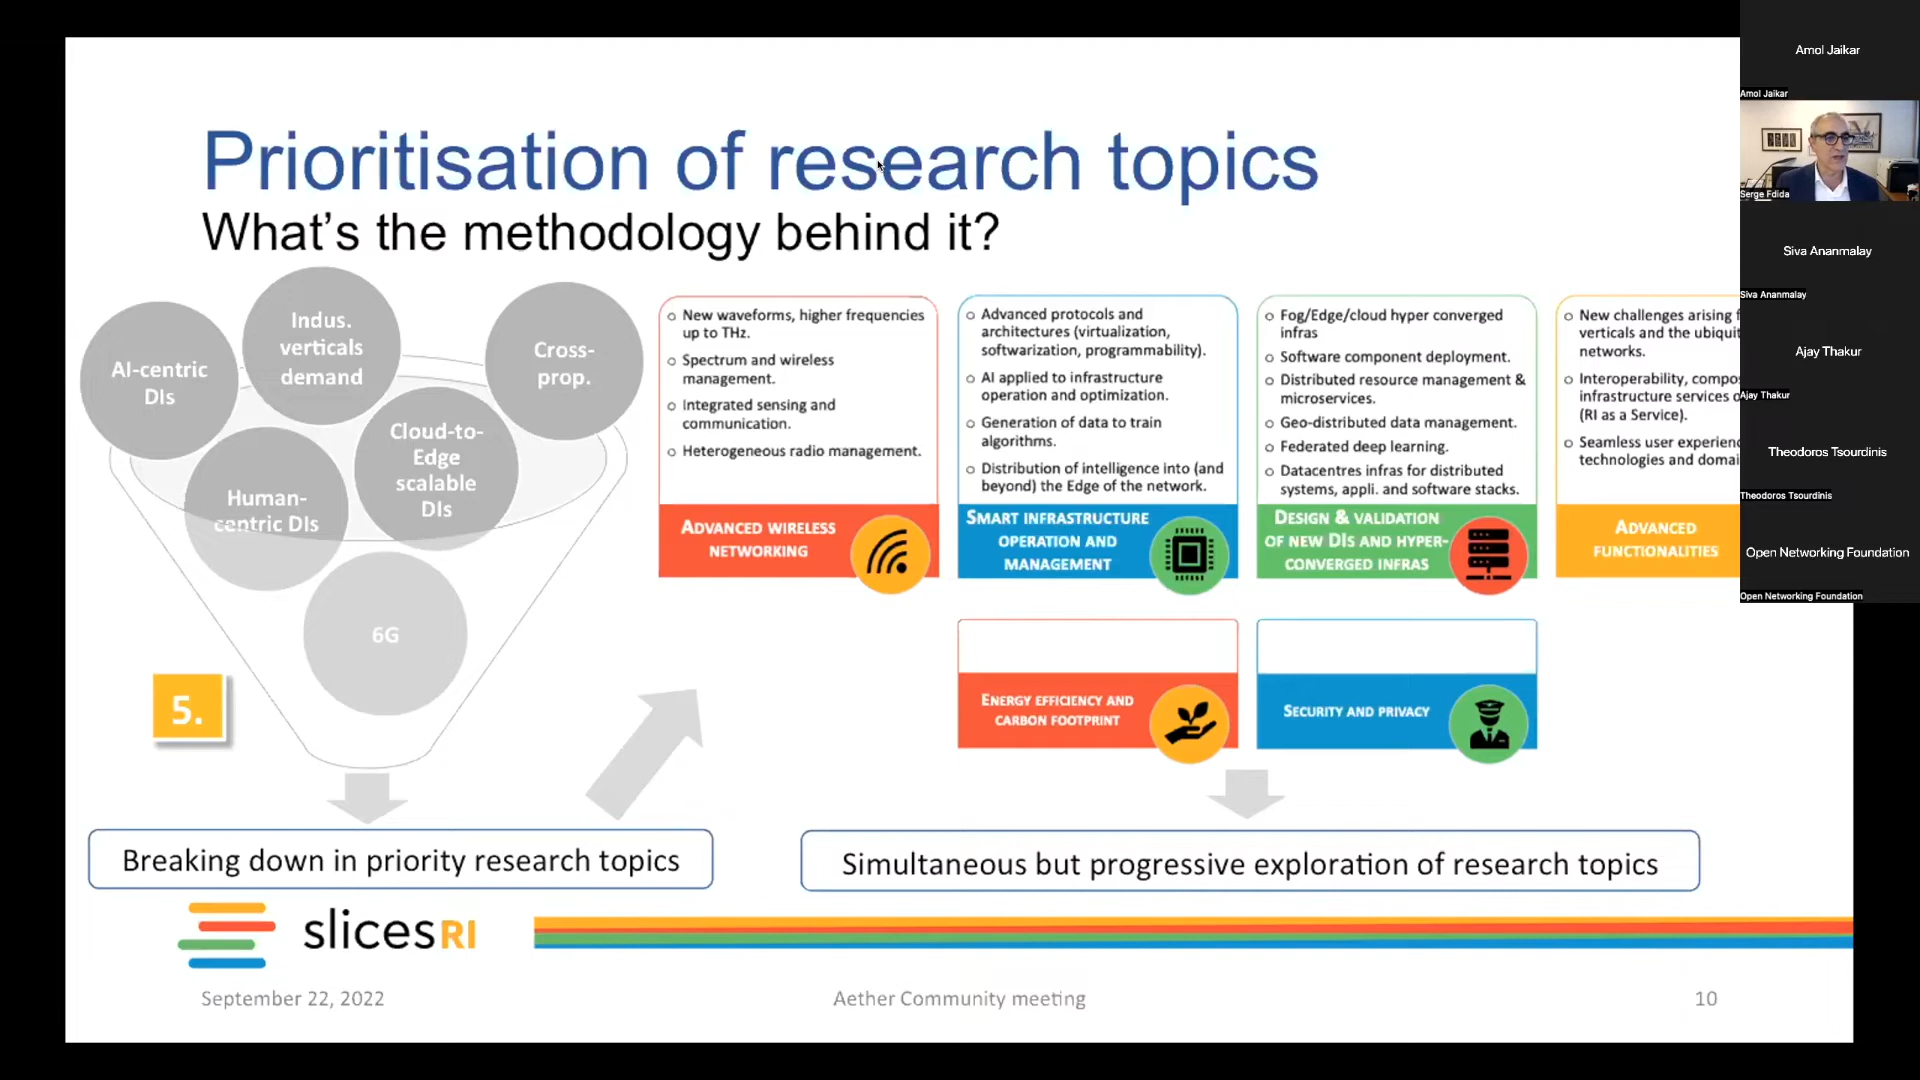 Prioritisation of research topics
What's the methodology behind it?
AI-centric
DIs
Indus.
verticals
demand
Cross-
prop.
Human-
centric DIs
Cloud-to-
Edge
scalable
DIs
6G
5.
Breaking down in priority research topics
○ New waveforms, higher frequencies
up to THz.
○ Spectrum and wireless
management.
○ Integrated sensing and
communication.
○ Heterogeneous radio management.
ADVANCED WIRELESS
NETWORKING
○ Advanced protocols and
architectures (virtualization,
softwarization, programmability).
○ AI applied to infrastructure
operation and optimization.
○ Generation of data to train
algorithms.
○ Distribution of intelligence into (and
beyond) the Edge of the network.
SMART INFRASTRUCTURE
OPERATION AND
MANAGEMENT
○ Fog/Edge/cloud hyper converged
infras
○ Software component deployment.
○ Distributed resource management &
microservices.
○ Geo-distributed data management.
○ Federated deep learning.
○ Datacentres infras for distributed
systems, appli. and software stacks.
DESIGN & VALIDATION
OF NEW DIS AND HYPER-
CONVERGED INFRAS
○ New challenges arising
verticals and the
networks.
○ Interoperability,
infrastructure services
(RI as a Service).
○ Seamless user
technologies and
ADVANCED
FUNCTIONALITIES
ENERGY EFFICIENCY AND
CARBON FOOTPRINT
SECURITY AND PRIVACY
Simultaneous but progressive exploration of research topics
slices RI
September 22, 2022
Aether Community meeting
10
Amol Jaikar
Amol Jaikar
Serge Fdida
Siva Ananmalay
Siva Ananmalay
Ajay Thakur
Ajay Thakur
Theodoros Tsourdinis
Theodoros Tsourdinis
Open Networking Foundation
Open Networking Foundation